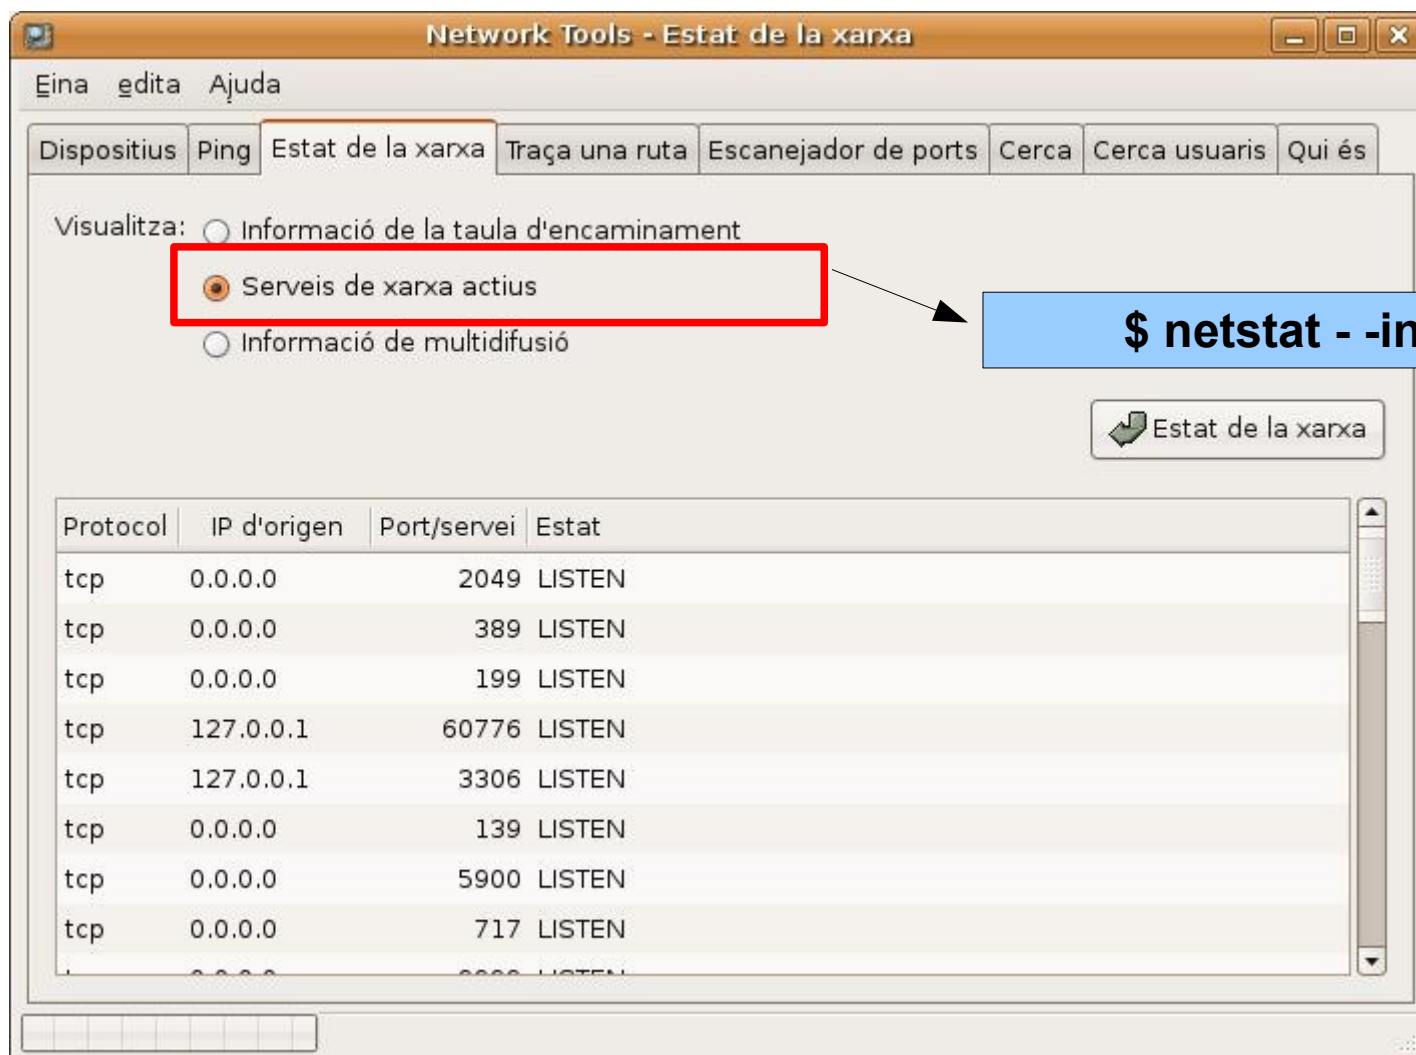 Network Tools - Estat de la xarxa
Eina edita Ajuda
Dispositius Ping Estat de la xarxa Traça una ruta Escanejador de ports Cerca Cerca usuaris Qui és
Visualitza: Informació de la taula d'encaminament
Serveis de xarxa actius
$ netstat - -in
Informació de multidifusió
Estat de la xarxa
Protocol IP d'origen Port/servei Estat
tcp 0.0.0.0 2049 LISTEN
tcp 0.0.0.0 389 LISTEN
tcp 0.0.0.0 199 LISTEN
tcp 127.0.0.1 60776 LISTEN
tcp 127.0.0.1 3306 LISTEN
tcp 0.0.0.0 139 LISTEN
tcp 0.0.0.0 5900 LISTEN
tcp 0.0.0.0 717 LISTEN